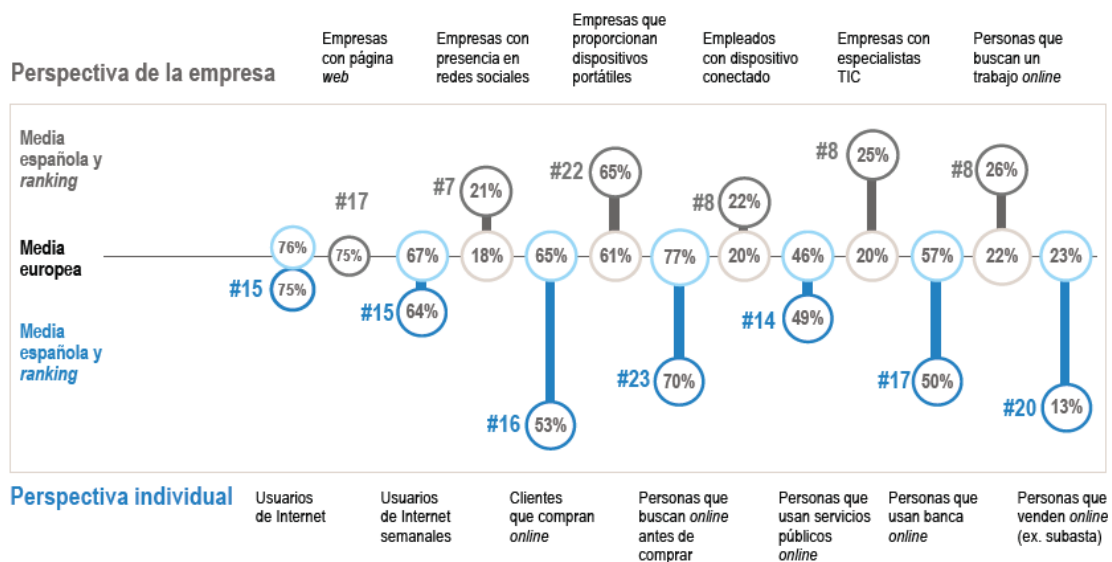 Perspectiva de la empresa
Empresas
con página
web
Empresas con
presencia en
redes sociales
Empresas que
proporcionan
dispositivos
portátiles
Empleados
con dispositivo
conectado
Empresas con
especialistas
TIC
Personas que
buscan un
trabajo online
Media
española y
ranking
#17
#7
21%
#22
65%
#8
22%
#8
25%
#8
26%
Media
europea
76%
75%
67%
18%
65%
61%
77%
20%
46%
20%
57%
22%
23%
Media
española y
ranking
#15
75%
#15
64%
#16
53%
#23
70%
#14
49%
#17
50%
#20
13%
Perspectiva individual
Usuarios
de Internet
Usuarios
de Internet
semanales
Clientes
que compran
online
Personas que
buscan online
antes de
comprar
Personas que
usan servicios
públicos
online
Personas que
usan banca
online
Personas que
venden online
(ex. subasta)